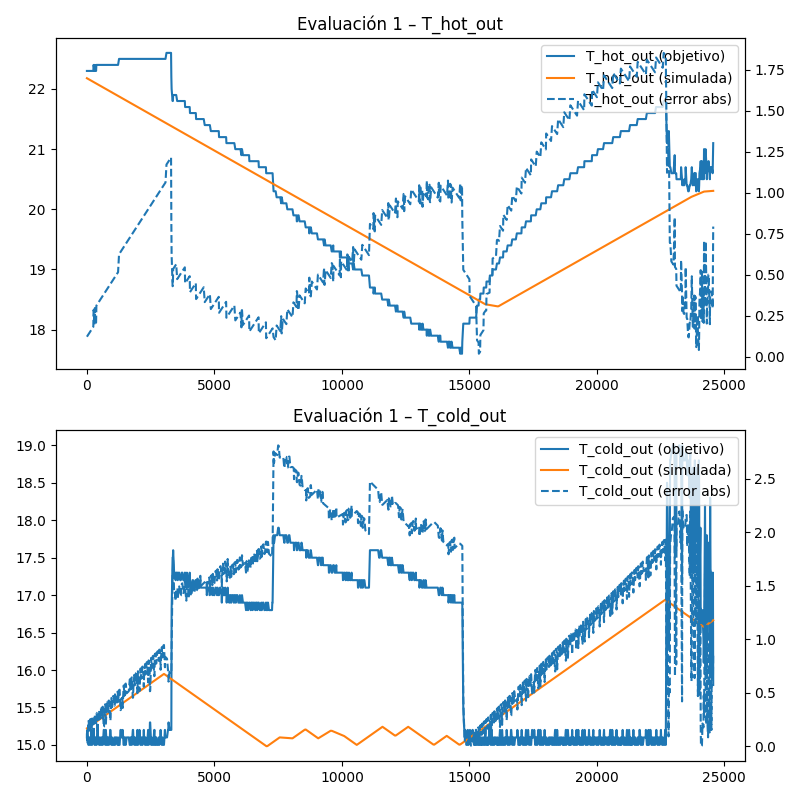 Evaluación 1 – T_hot_out
T_hot_out (objetivo)
T_hot_out (simulada)
T_hot_out (error abs)
22
21
20
19
18
1.75
1.50
1.25
1.00
0.75
0.50
0.25
0.00
0 5000 10000 15000 20000 25000
Evaluación 1 – T_cold_out
T_cold_out (objetivo)
T_cold_out (simulada)
T_cold_out (error abs)
19.0
18.5
18.0
17.5
17.0
16.5
16.0
15.5
15.0
2.5
2.0
1.5
1.0
0.5
0.0
0 5000 10000 15000 20000 25000